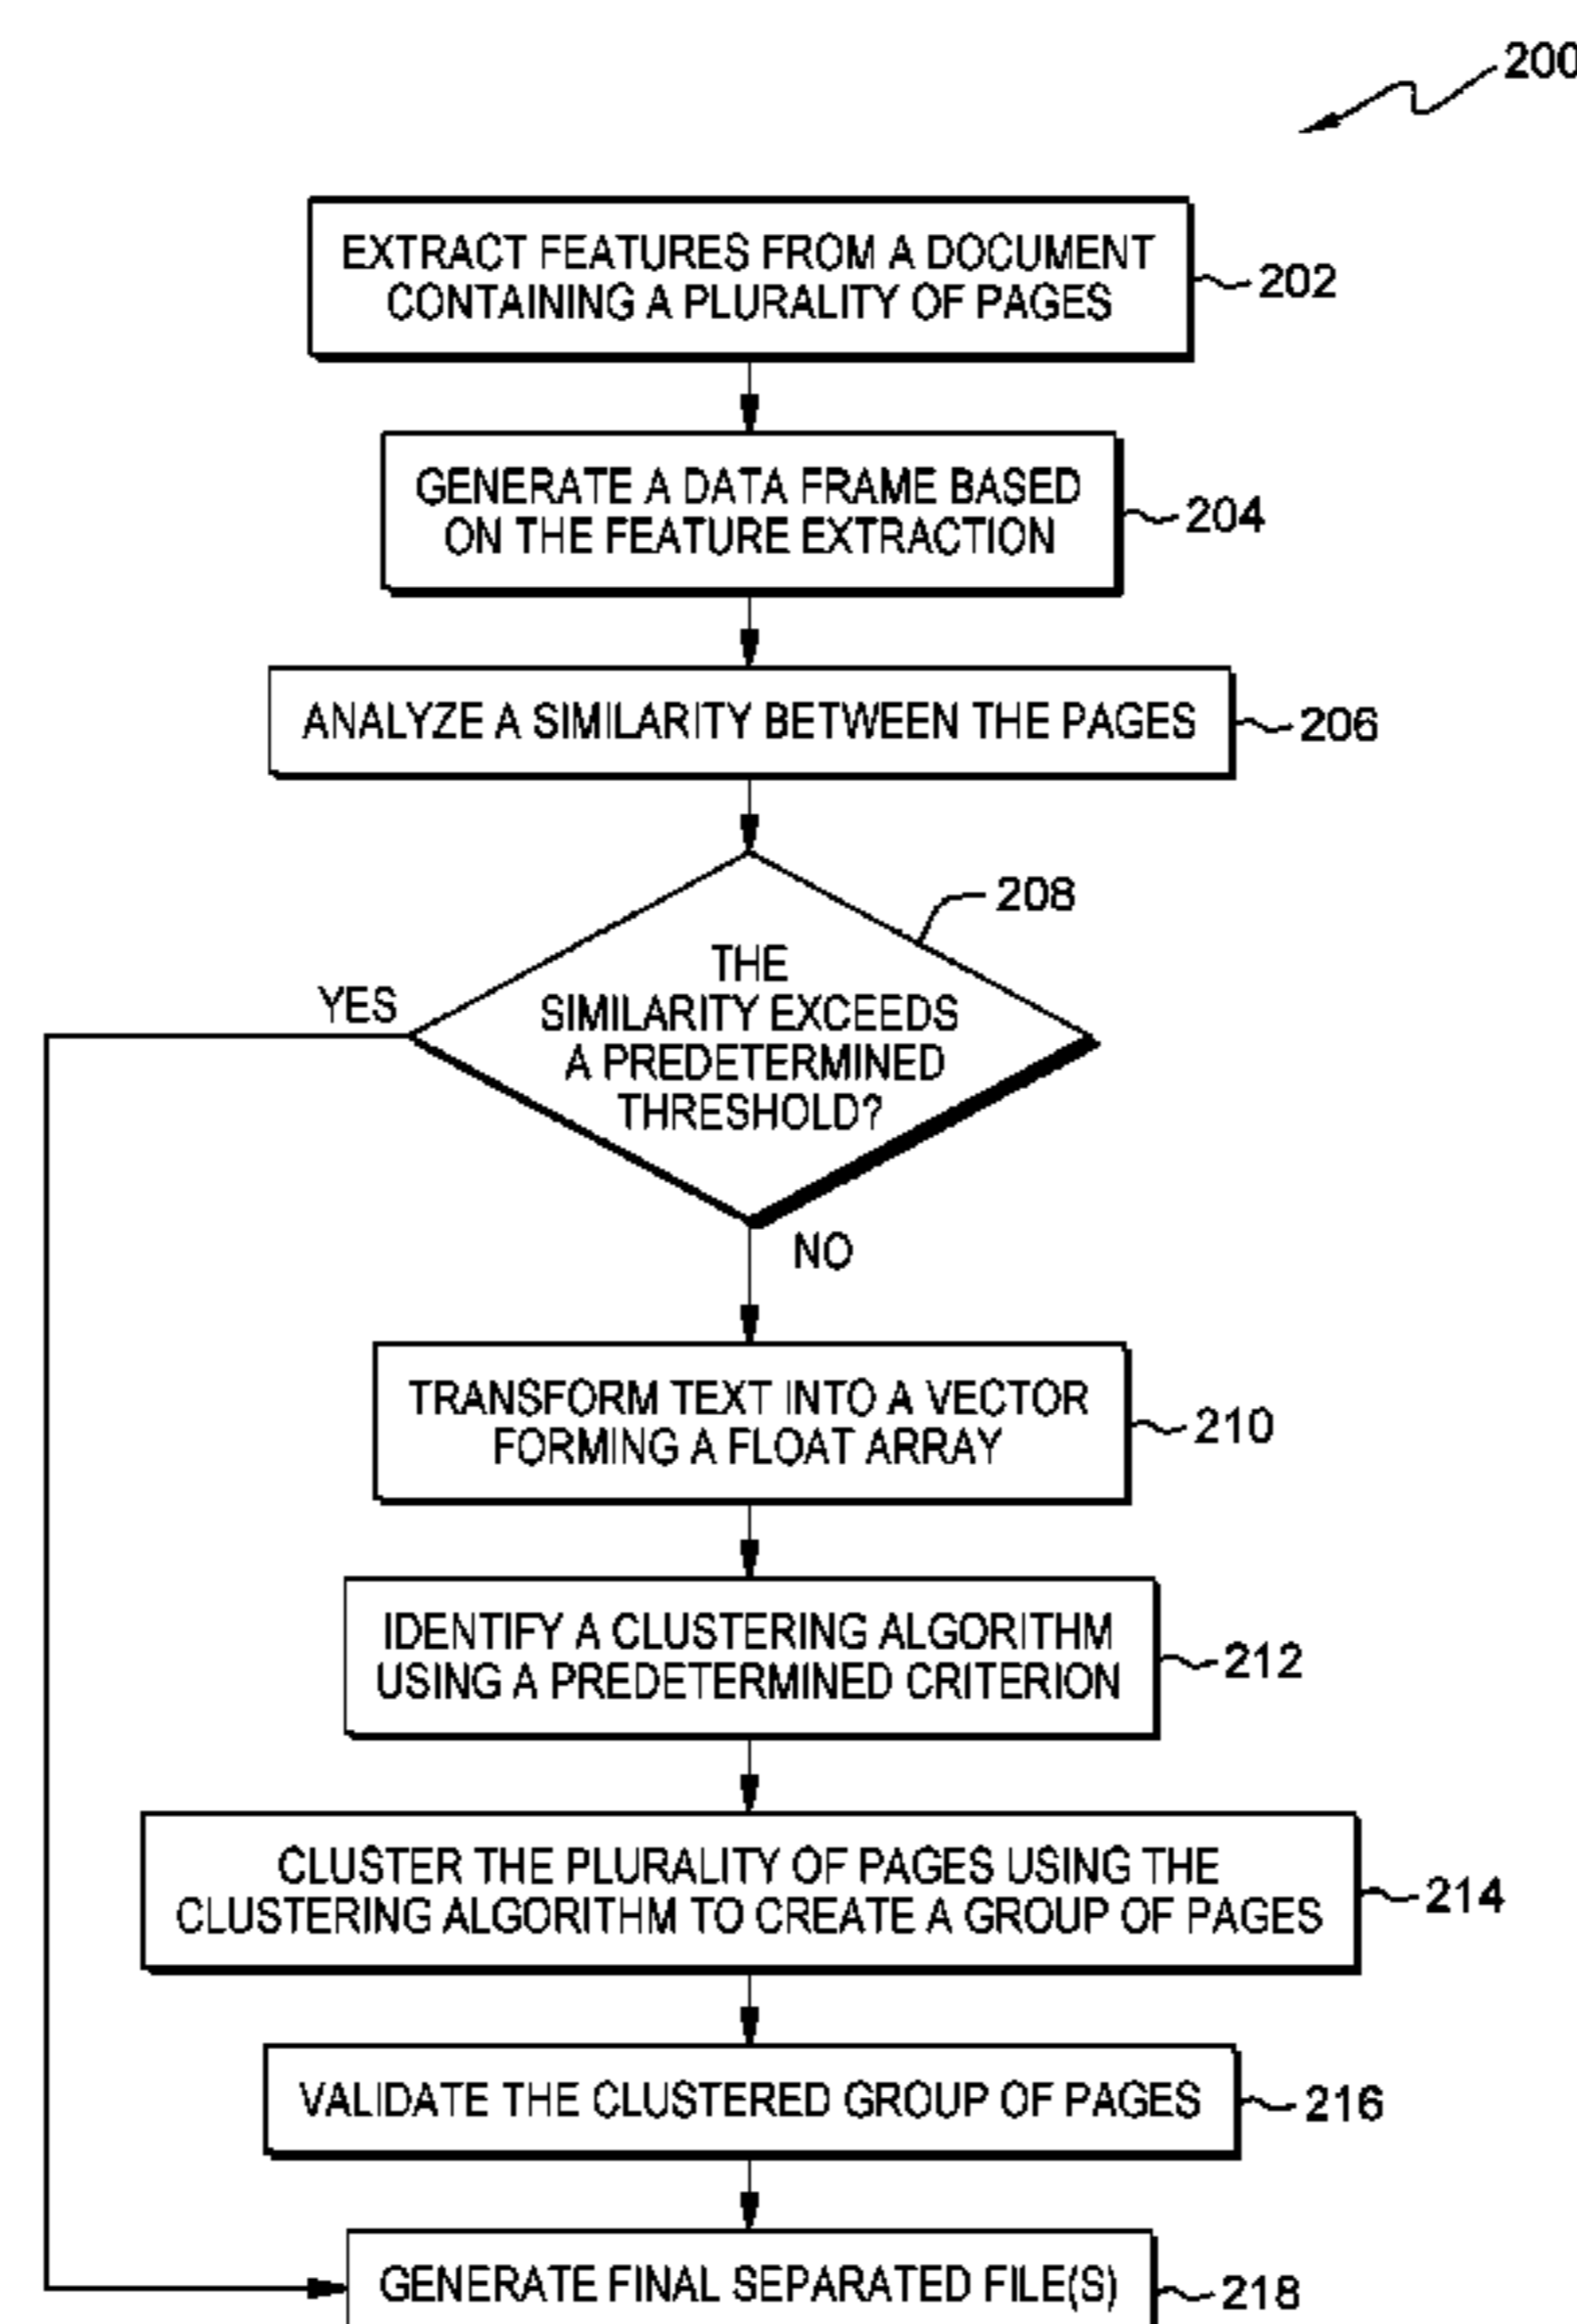 200
EXTRACT FEATURES FROM A DOCUMENT
CONTAINING A PLURALITY OF PAGES
202
GENERATE A DATA FRAME BASED
ON THE FEATURE EXTRACTION
204
ANALYZE A SIMILARITY BETWEEN THE PAGES
206
208
THE
SIMILARITY EXCEEDS
A PREDETERMINED
THRESHOLD?
YES
NO
TRANSFORM TEXT INTO A VECTOR
FORMING A FLOAT ARRAY
210
IDENTIFY A CLUSTERING ALGORITHM
USING A PREDETERMINED CRITERION
212
CLUSTER THE PLURALITY OF PAGES USING THE
CLUSTERING ALGORITHM TO CREATE A GROUP OF PAGES
214
VALIDATE THE CLUSTERED GROUP OF PAGES
216
GENERATE FINAL SEPARATED FILE(S)
218